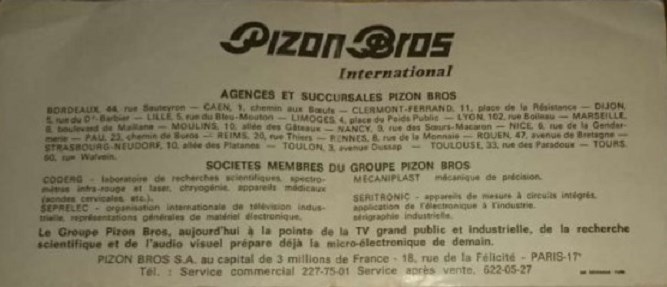 Pizon Bros
International
AGENCES ET SUCCURSALES PIZON BROS
BORDEAUX, 44, rue Sauteyron — CAEN, 1, chemin aux Bœufs — CLERMONT-FERRAND, 11, place de la Résistance — DIJON,
5, rue du Dr-Barbier — LILLE, 5, rue du Bleu-Mouton — LIMOGES, 4, place de Poids Public — LYON, 162, rue Boileau — MARSEILLE,
8, boulevard de Maillane — MOULINS, 10, allée des Gâteaux — NANCY, 9, rue des Sœurs-Macaron — NICE, 6, rue de la Gendar-
merie — PAU, 23, chemin de Buros — REIMS, 30, rue Thiers — RENNES, 6, rue de la Monnaie — ROUEN, 47, avenue de Bretagne —
STRASBOURG-NEUDORF, 10, allée des Platanes — TOULON, 3, avenue — TOULOUSE, 33, rue des Paradoux — TOURS,
90, rue Walvein.
SOCIETES MEMBRES DU GROUPE PIZON BROS
CODERG - laboratoire de recherches scientifiques, spectro-
mètres infra-rouge et laser, chryogénie, appareils médicaux
(sondes cervicales, etc.).
SEPRELEC - organisation internationale de télévision indus-
trielle, représentations générales de matériel électronique.
MECANIPLAST mécanique de précision.
SERITRONIC - appareils de mesure à circuits intégrés,
application de l'électronique à l'industrie.
sérigraphie industrielle.
Le Groupe Pizon Bros, aujourd'hui à la pointe de la TV grand public et industrielle, de la recherche
scientifique et de l'audio visuel prépare déjà la micro-électronique de demain.
PIZON BROS S.A. au capital de 3 millions de France - 18, rue de la Félicité - PARIS-17e
Tél. : Service commercial 227-75-01 Service après vente, 622-05-27